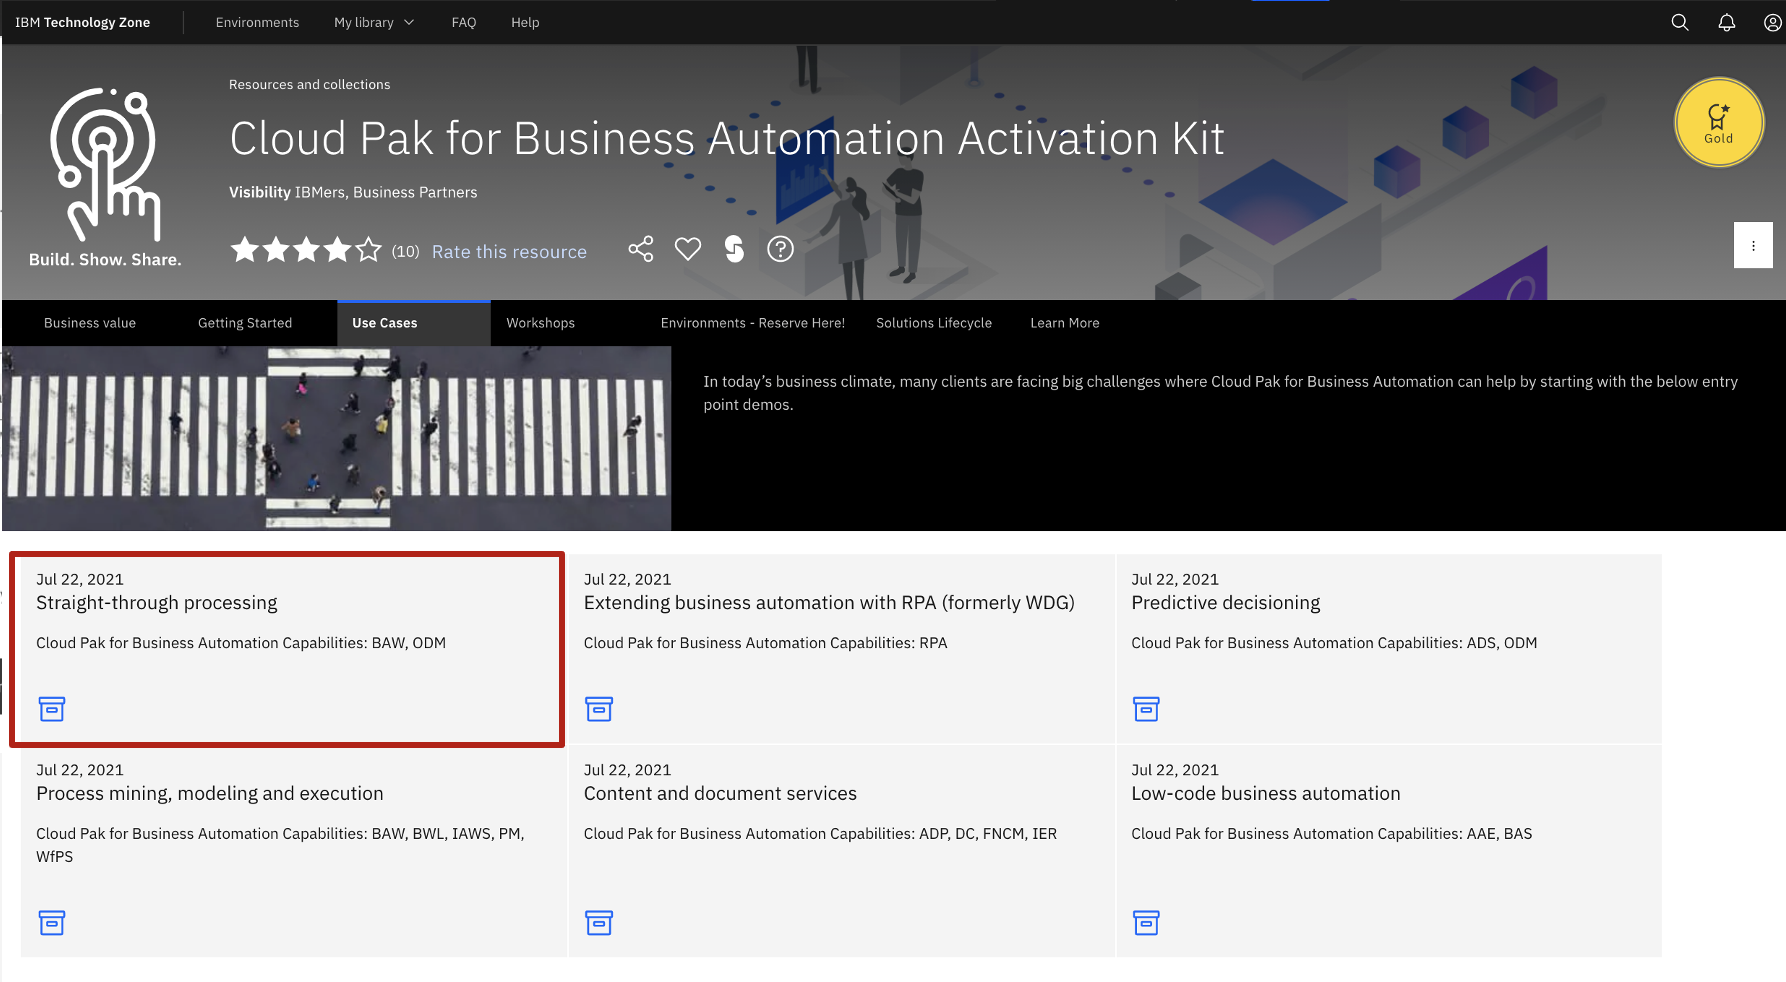 IBM Technology Zone
Environments
My library
FAQ
Help
Resources and collections
Cloud Pak for Business Automation Activation Kit
Gold
Visibility IBMers, Business Partners
Build. Show. Share.
(10) Rate this resource
Business value
Getting Started
Use Cases
Workshops
Environments - Reserve Here!
Solutions Lifecycle
Learn More
In today’s business climate, many clients are facing big challenges where Cloud Pak for Business Automation can help by starting with the below entry
point demos.
Jul 22, 2021
Straight-through processing
Cloud Pak for Business Automation Capabilities: BAW, ODM
Jul 22, 2021
Extending business automation with RPA (formerly WDG)
Cloud Pak for Business Automation Capabilities: RPA
Jul 22, 2021
Predictive decisioning
Cloud Pak for Business Automation Capabilities: ADS, ODM
Jul 22, 2021
Process mining, modeling and execution
Cloud Pak for Business Automation Capabilities: BAW, BWL, IAWS, PM,
WfPS
Jul 22, 2021
Content and document services
Cloud Pak for Business Automation Capabilities: ADP, DC, FNCM, IER
Jul 22, 2021
Low-code business automation
Cloud Pak for Business Automation Capabilities: AAE, BAS